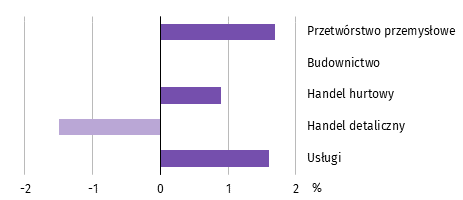 Przetwórstwo przemysłowe
Budownictwo
Handel hurtowy
Handel detaliczny
Usługi
-2 -1 0 1 2 %